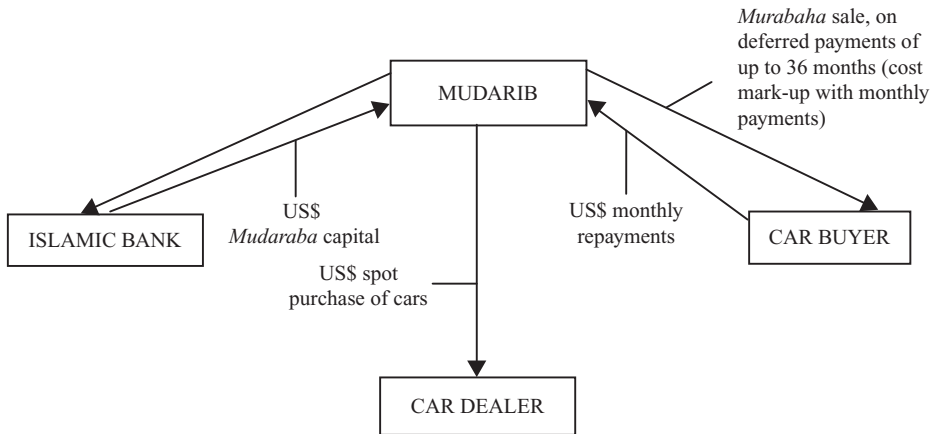 Murabaha sale, on
deferred payments of
up to 36 months (cost
mark-up with monthly
payments)
MUDARIB
US$
Mudaraba capital
US$ monthly
repayments
ISLAMIC BANK
CAR BUYER
US$ spot
purchase of cars
CAR DEALER